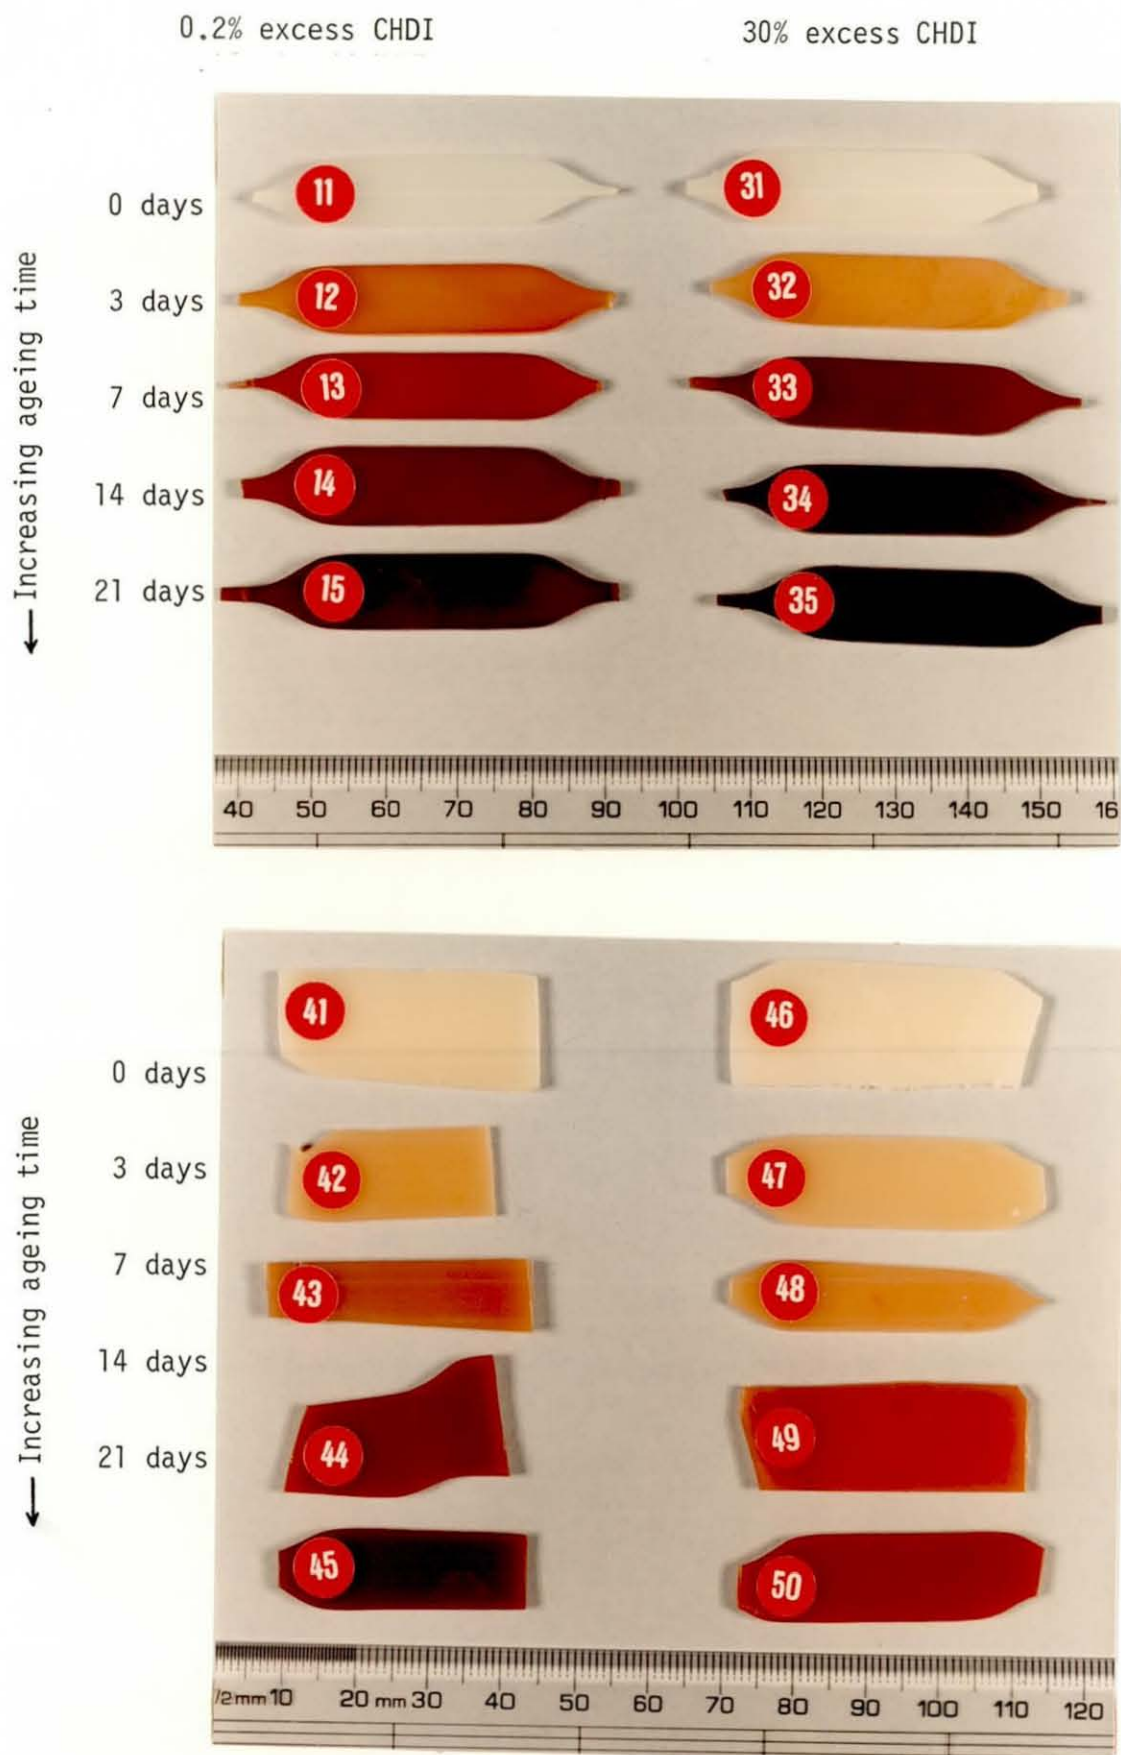 0.2% excess CHDI
30% excess CHDI
← Increasing ageing time
0 days
11
31
3 days
12
32
7 days
13
33
14 days
14
34
21 days
15
35
40 50 60 70 80 90 100 110 120 130 140 150 16
← Increasing ageing time
41
46
0 days
3 days
42
47
7 days
43
48
14 days
21 days
44
49
45
50
/2mm 10 20 mm 30 40 50 60 70 80 90 100 110 120